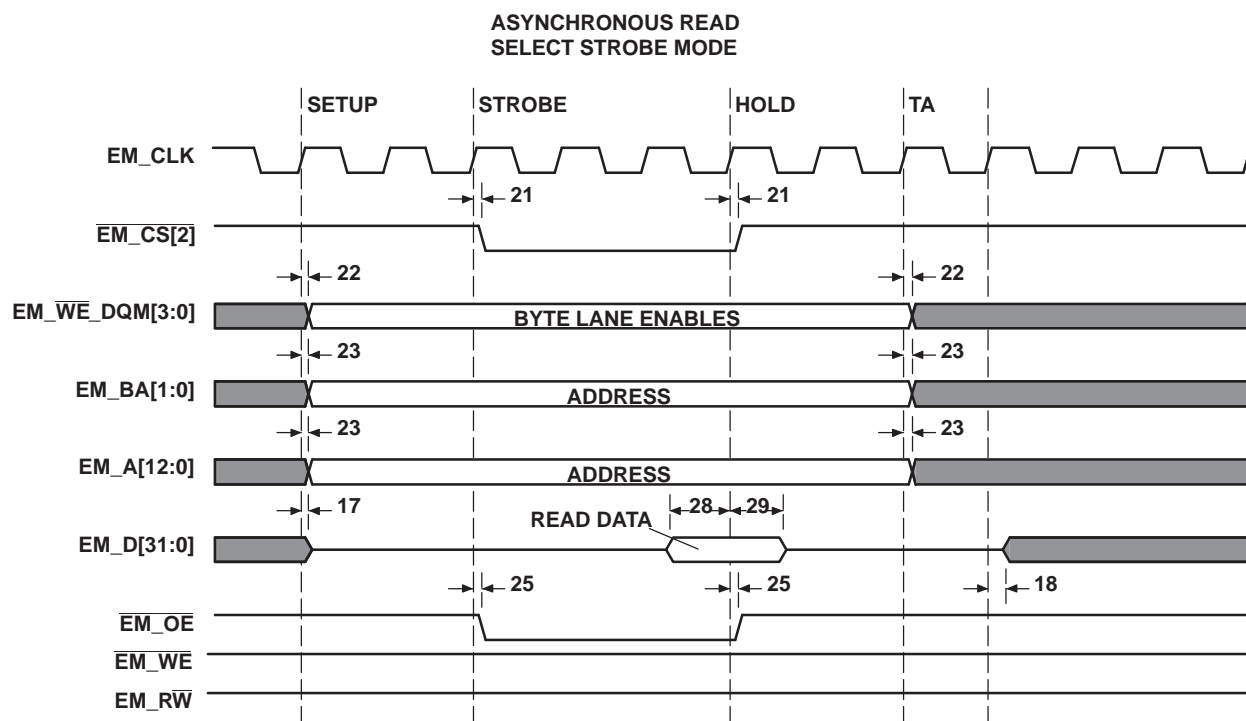 ASYNCHRONOUS READ
SELECT STROBE MODE
SETUP STROBE HOLD TA
EM_CLK
21 21
EM_CS[2]
22 22
EM_WE_DQM[3:0] BYTE LANE ENABLES
23 23
EM_BA[1:0] ADDRESS
23 23
EM_A[12:0] ADDRESS
17 28 29
READ DATA
EM_D[31:0]
25 25 18
EM_OE
EM_WE
EM_RW